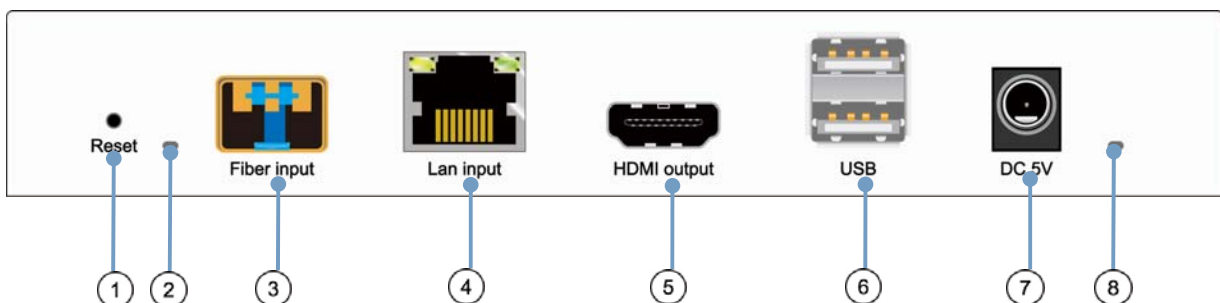 Reset
Fiber input
Lan input
HDMI output
USB
DC 5V
1 2 3 4 5 6 7 8